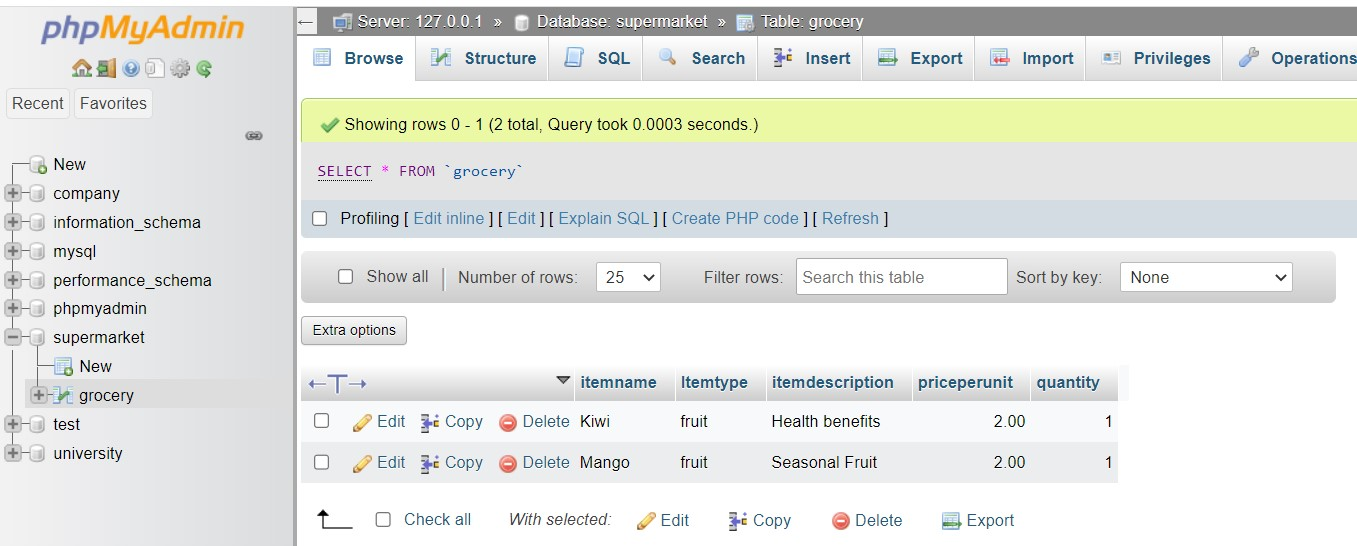 phpMyAdmin
Recent Favorites
New
company
information_schema
mysql
performance_schema
phpmyadmin
supermarket
New
grocery
test
university
Server: 127.0.0.1 » Database: supermarket » Table: grocery
Browse Structure SQL Search Insert Export Import Privileges Operations
Showing rows 0 - 1 (2 total, Query took 0.0003 seconds.)
SELECT * FROM `grocery`
Profiling [ Edit inline ] [ Edit ] [ Explain SQL ] [ Create PHP code ] [ Refresh ]
Show all Number of rows: 25 Filter rows: Search this table Sort by key: None
Extra options
←T→ itemname Itemtype itemdescription priceperunit quantity
Edit Copy Delete Kiwi fruit Health benefits 2.00 1
Edit Copy Delete Mango fruit Seasonal Fruit 2.00 1
Check all With selected: Edit Copy Delete Export